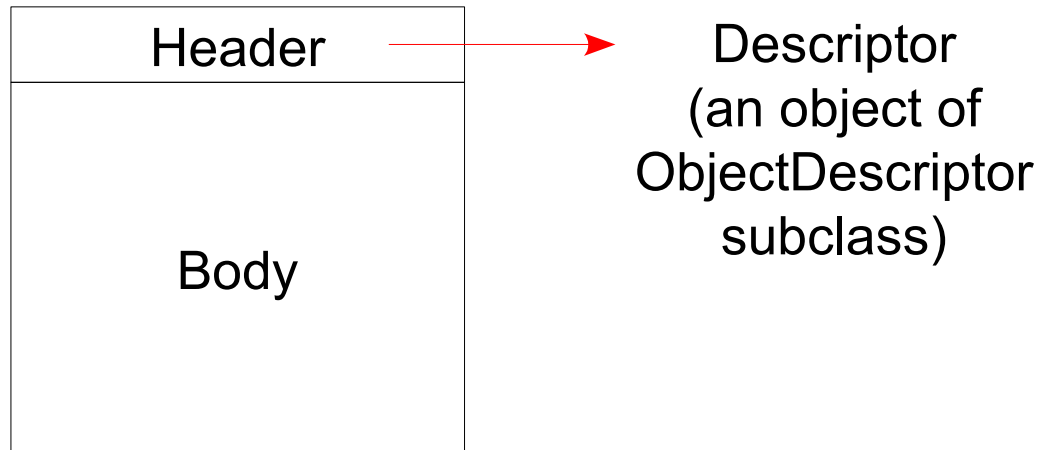 Header
Body
Descriptor
(an object of
ObjectDescriptor
subclass)